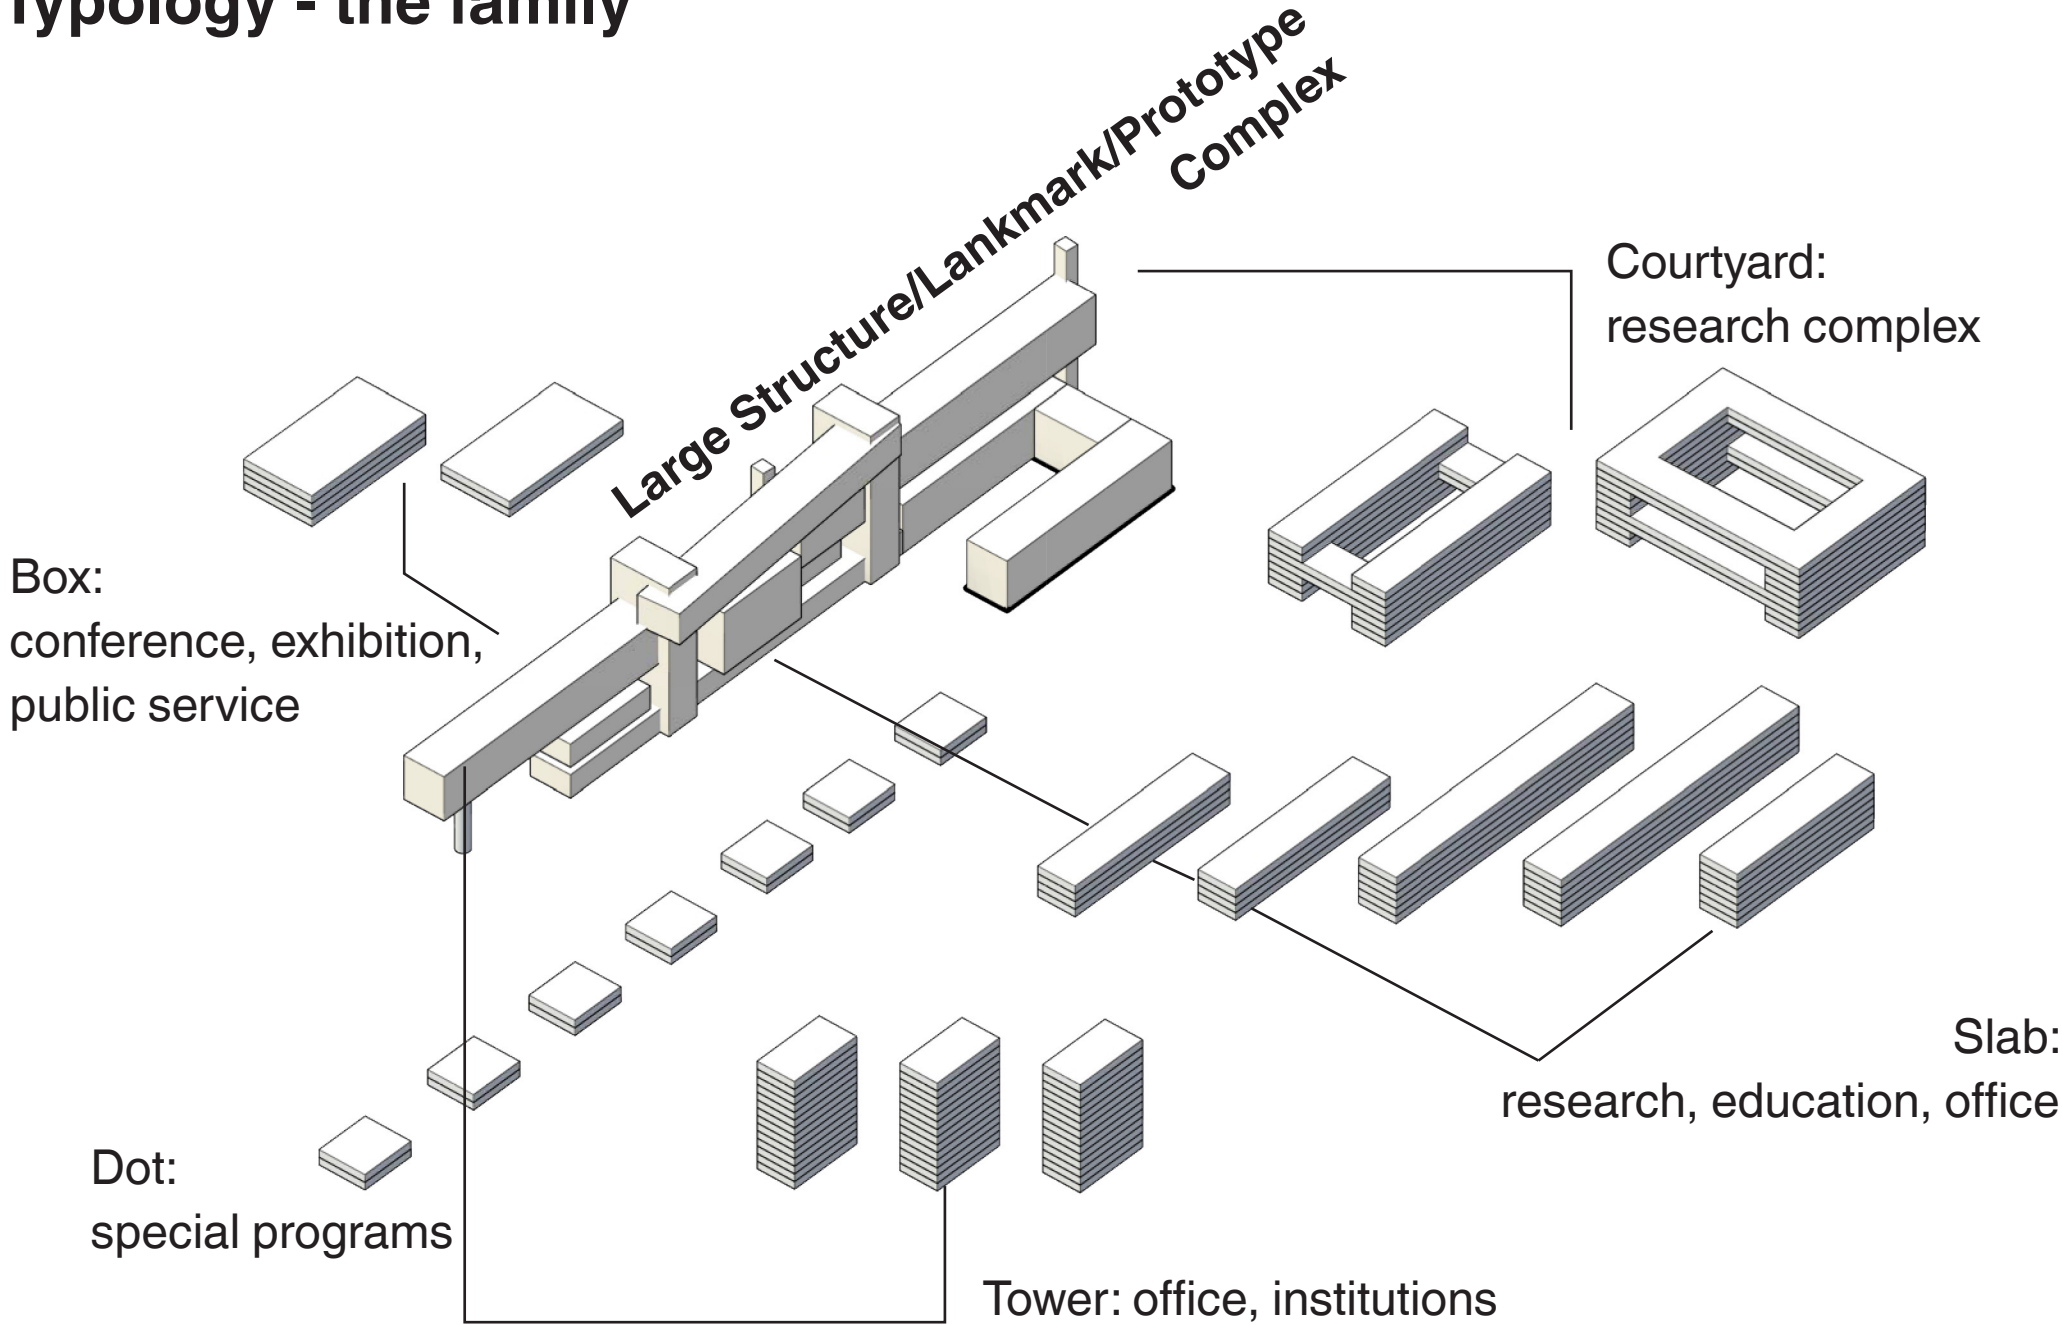 Typology - the family
Large Structure/Lankmark/Prototype
Complex
Courtyard:
research complex
Box:
conference, exhibition,
public service
Slab:
research, education, office
Dot:
special programs
Tower: office, institutions